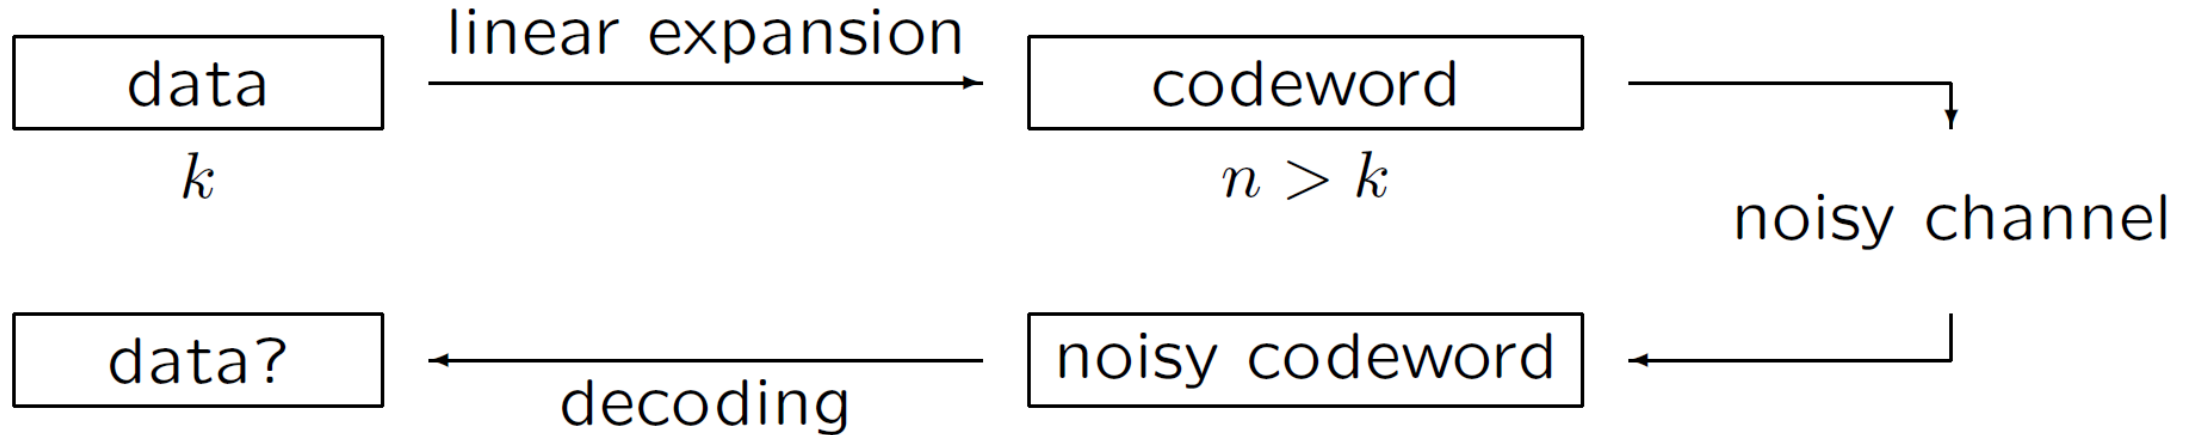 linear expansion
data
codeword
k
n > k
noisy channel
data?
noisy codeword
decoding